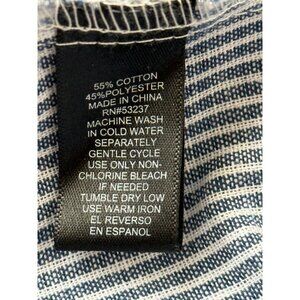 55% COTTON
45%POLYESTER
MADE IN CHINA
RN#53237
MACHINE WASH
IN COLD WATER
SEPARATELY
GENTLE CYCLE
USE ONLY NON-
CHLORINE BLEACH
IF NEEDED
TUMBLE DRY LOW
USE WARM IRON
EL REVERSO
EN ESPANOL